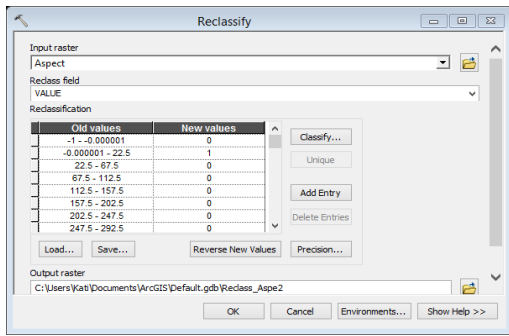 Reclassify
Input raster
Aspect
Reclass field
VALUE
Reclassification
Old values New values
-1 - -0.000001 0
-0.000001 - 22.5 1
22.5 - 67.5 0
67.5 - 112.5 0
112.5 - 157.5 0
157.5 - 202.5 0
202.5 - 247.5 0
247.5 - 292.5 0
Classify...
Unique
Add Entry
Delete Entries
Load... Save... Reverse New Values Precision...
Output raster
C:\Users\Kati\Documents\ArcGIS\Default.gdb\Reclass_Aspe2
OK Cancel Environments... Show Help >>